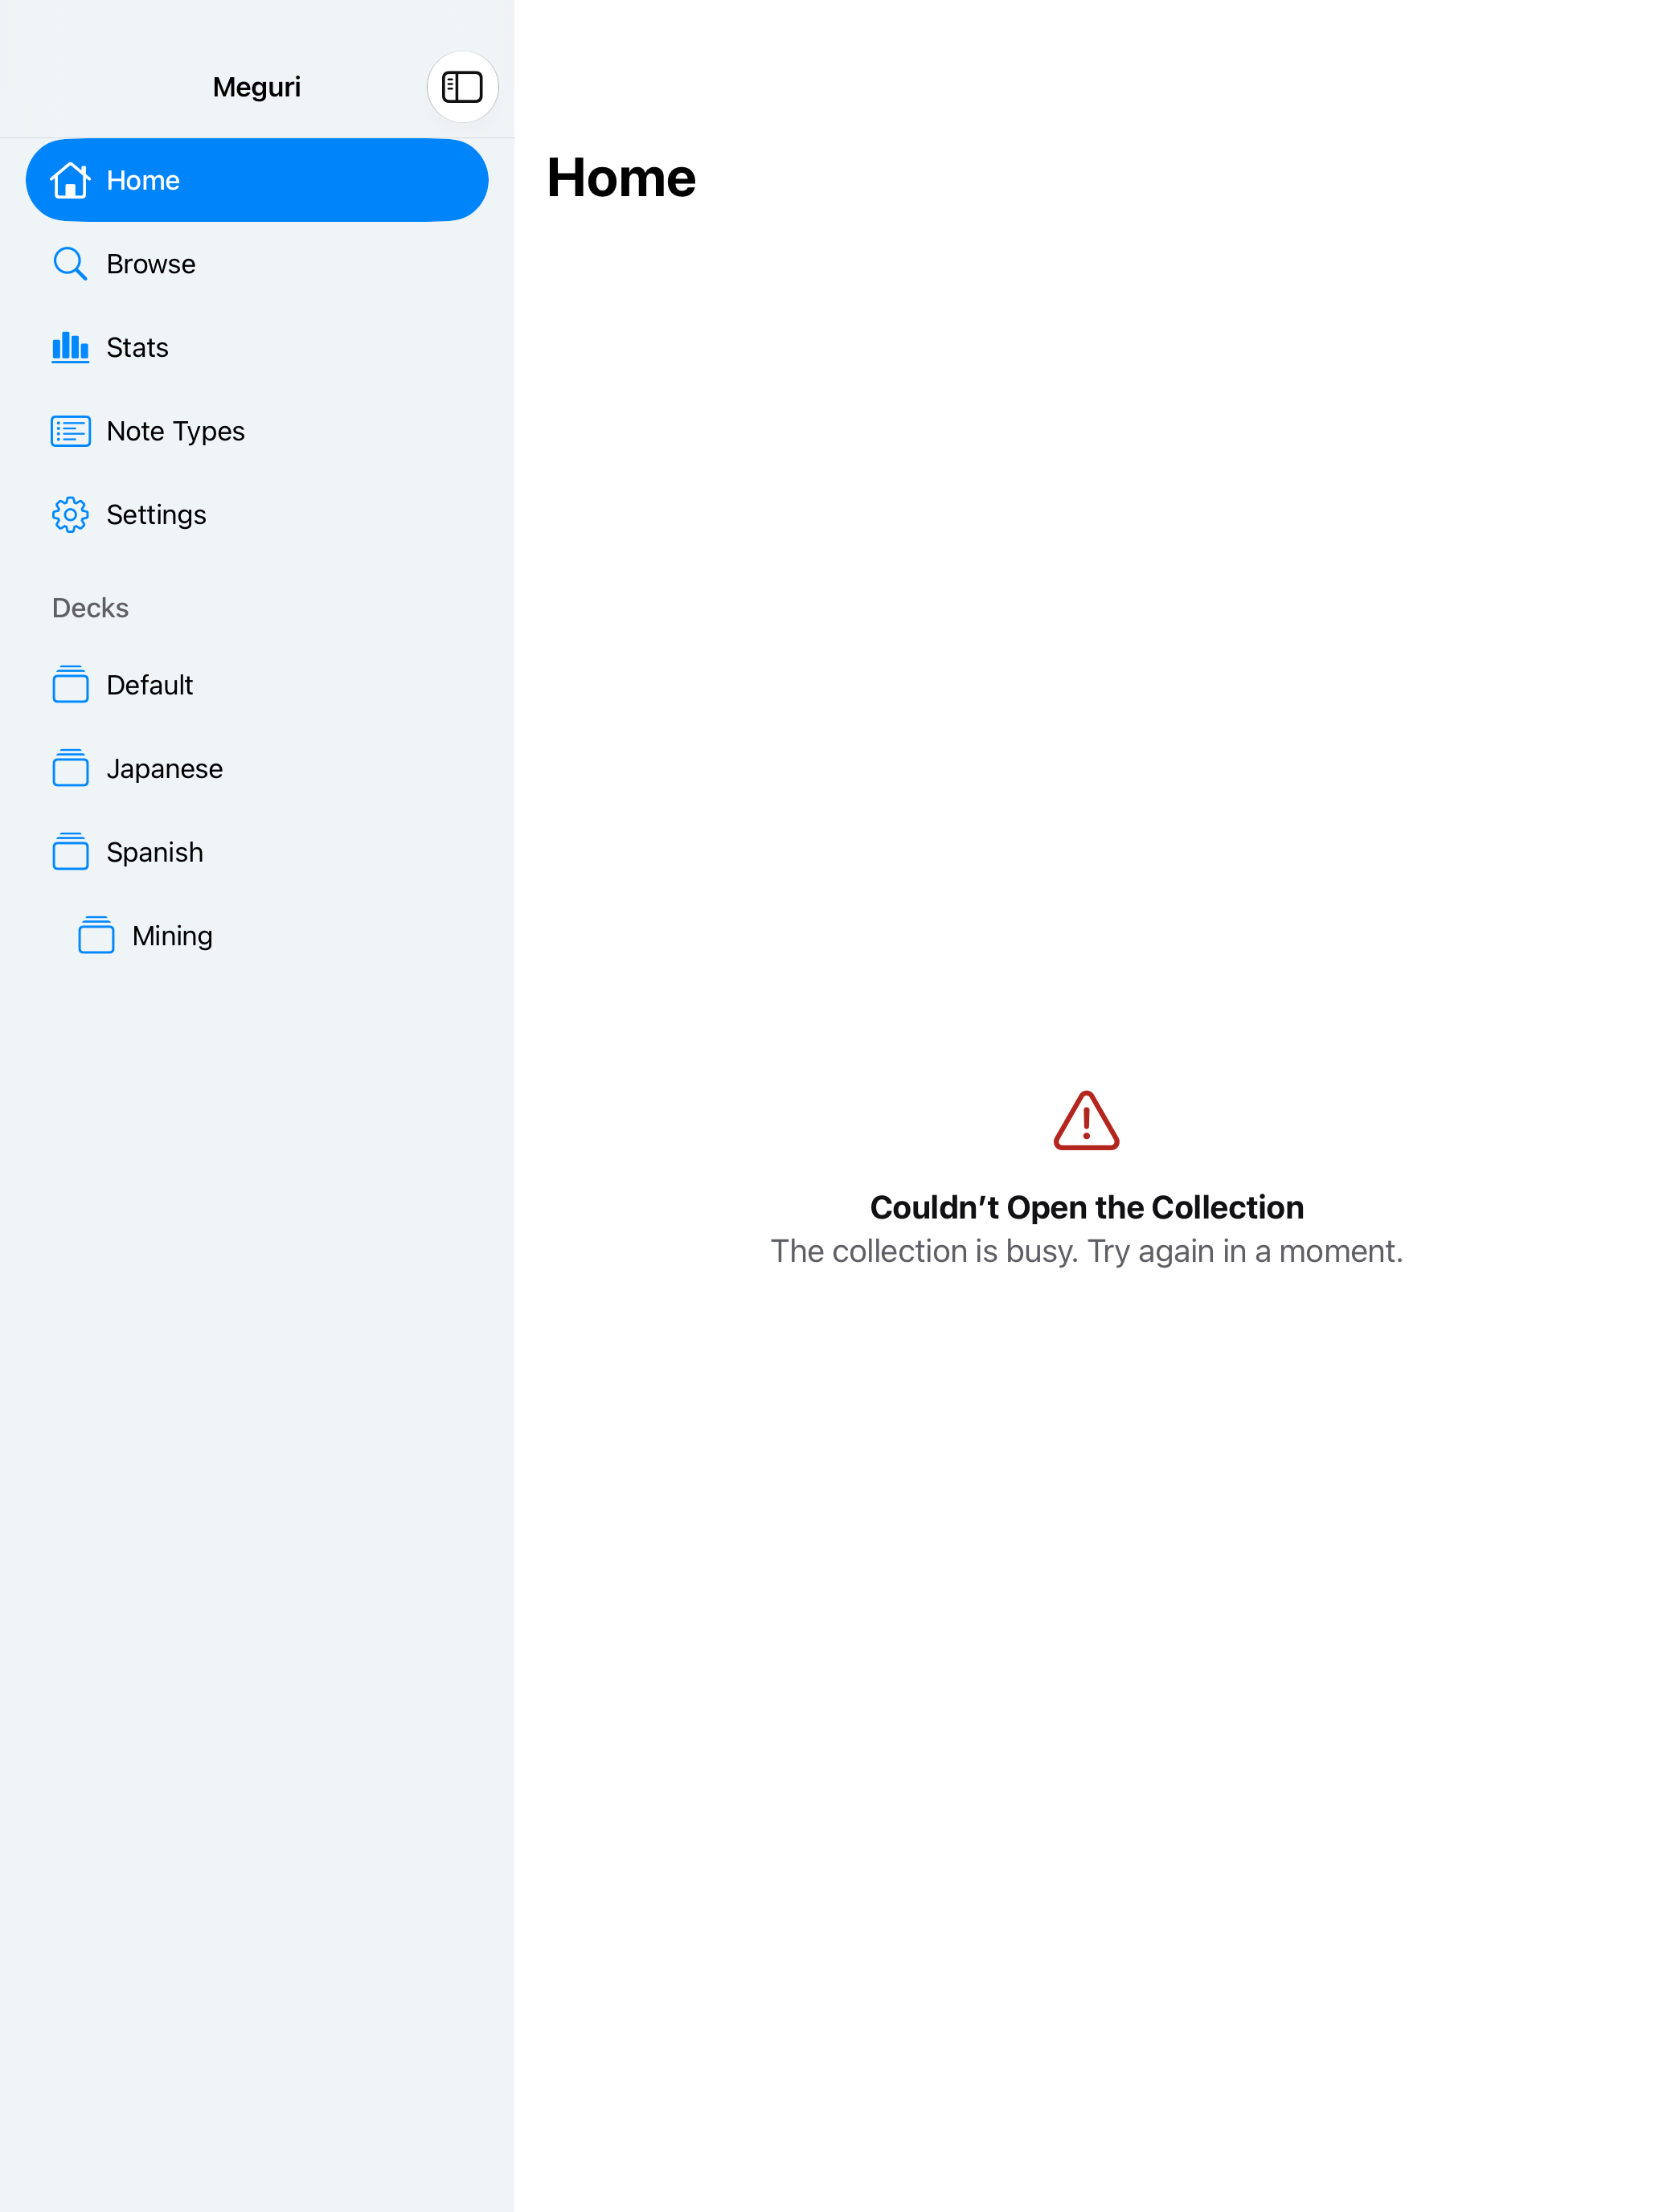 Meguri
Home
Browse
Stats
Note Types
Settings
Decks
Default
Japanese
Spanish
Mining
Home
Couldn’t Open the Collection
The collection is busy. Try again in a moment.